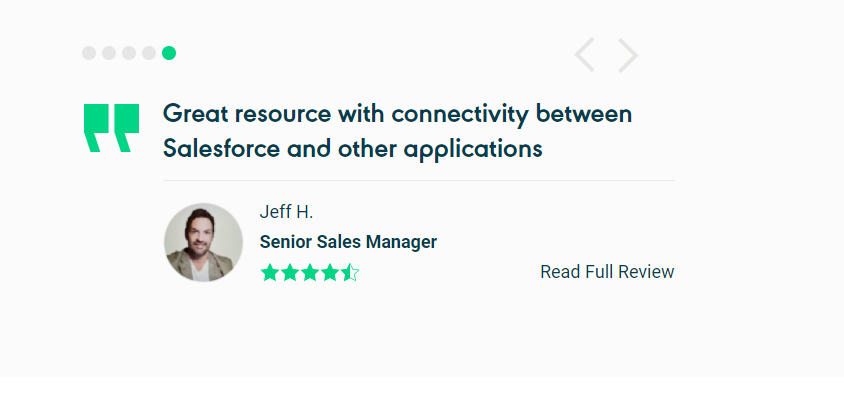 Great resource with connectivity between
Salesforce and other applications
Jeff H.
Senior Sales Manager
Read Full Review